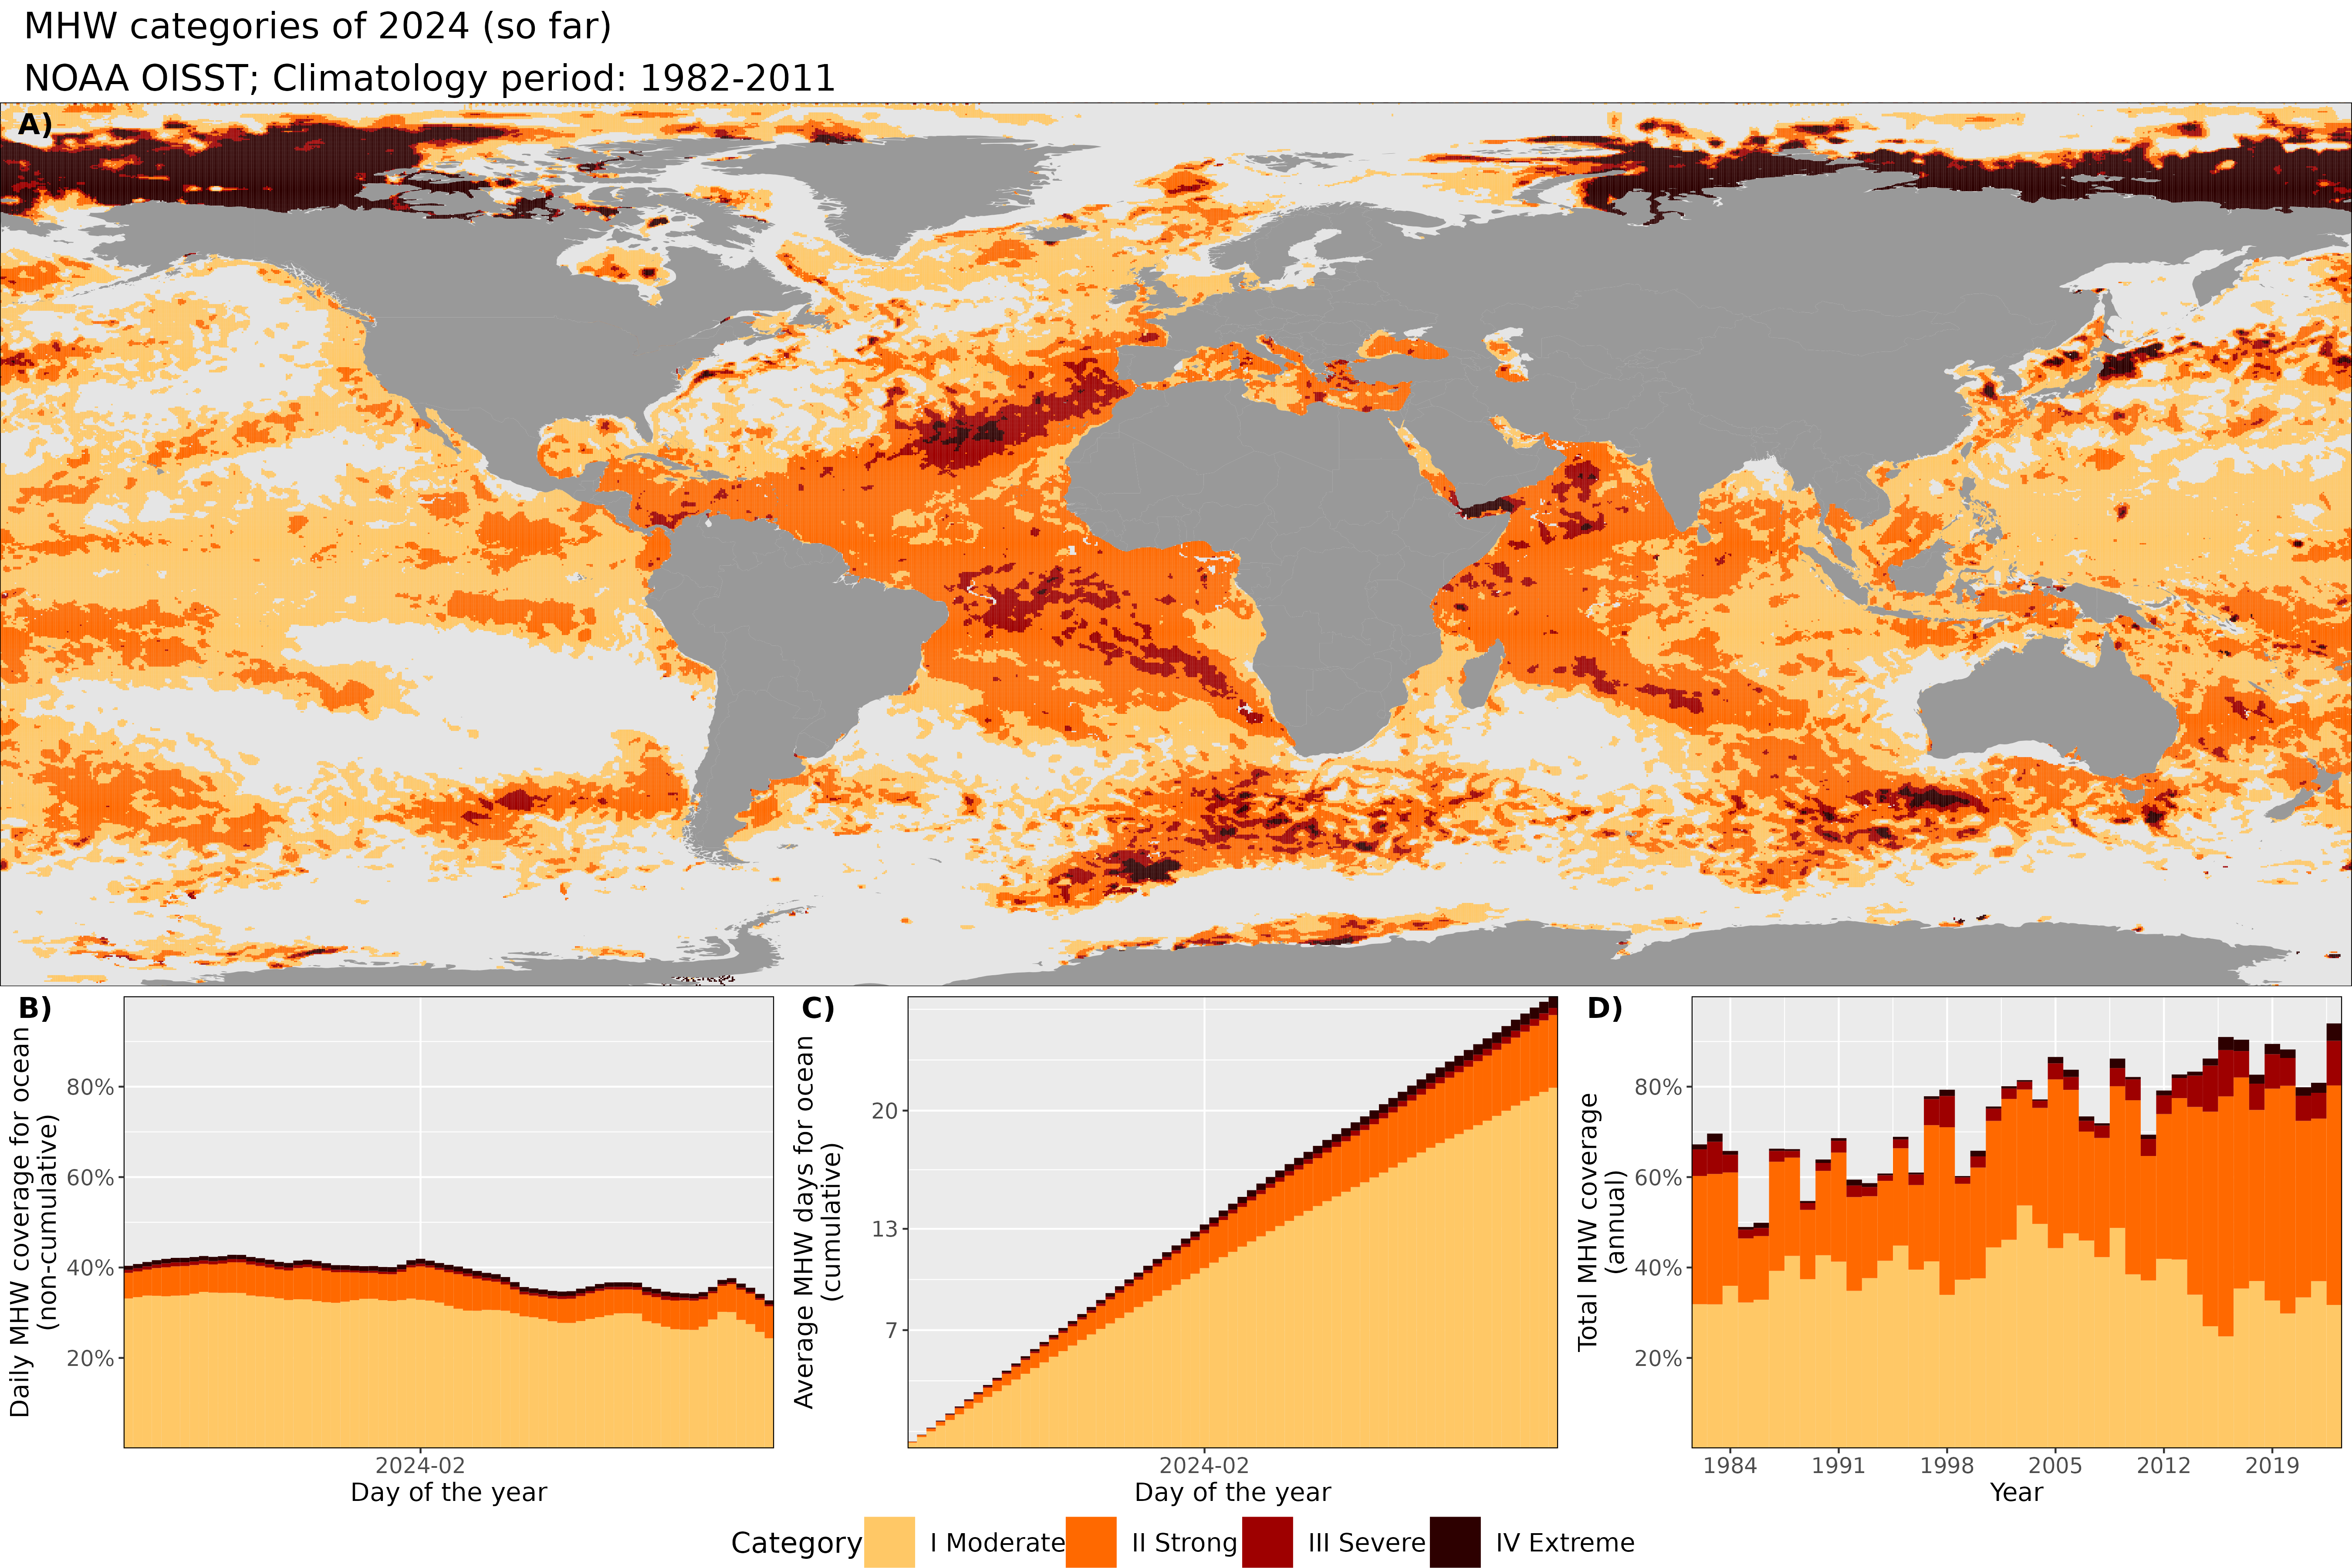 MHW categories of 2024 (so far)
NOAA OISST; Climatology period: 1982-2011
A)
B)
Daily MHW coverage for ocean
(non-cumulative)
80%
60%
40%
20%
2024-02
Day of the year
C)
Average MHW days for ocean
(cumulative)
20
13
7
2024-02
Day of the year
D)
Total MHW coverage
(annual)
80%
60%
40%
20%
1984 1991 1998 2005 2012 2019
Year
Category I Moderate II Strong III Severe IV Extreme